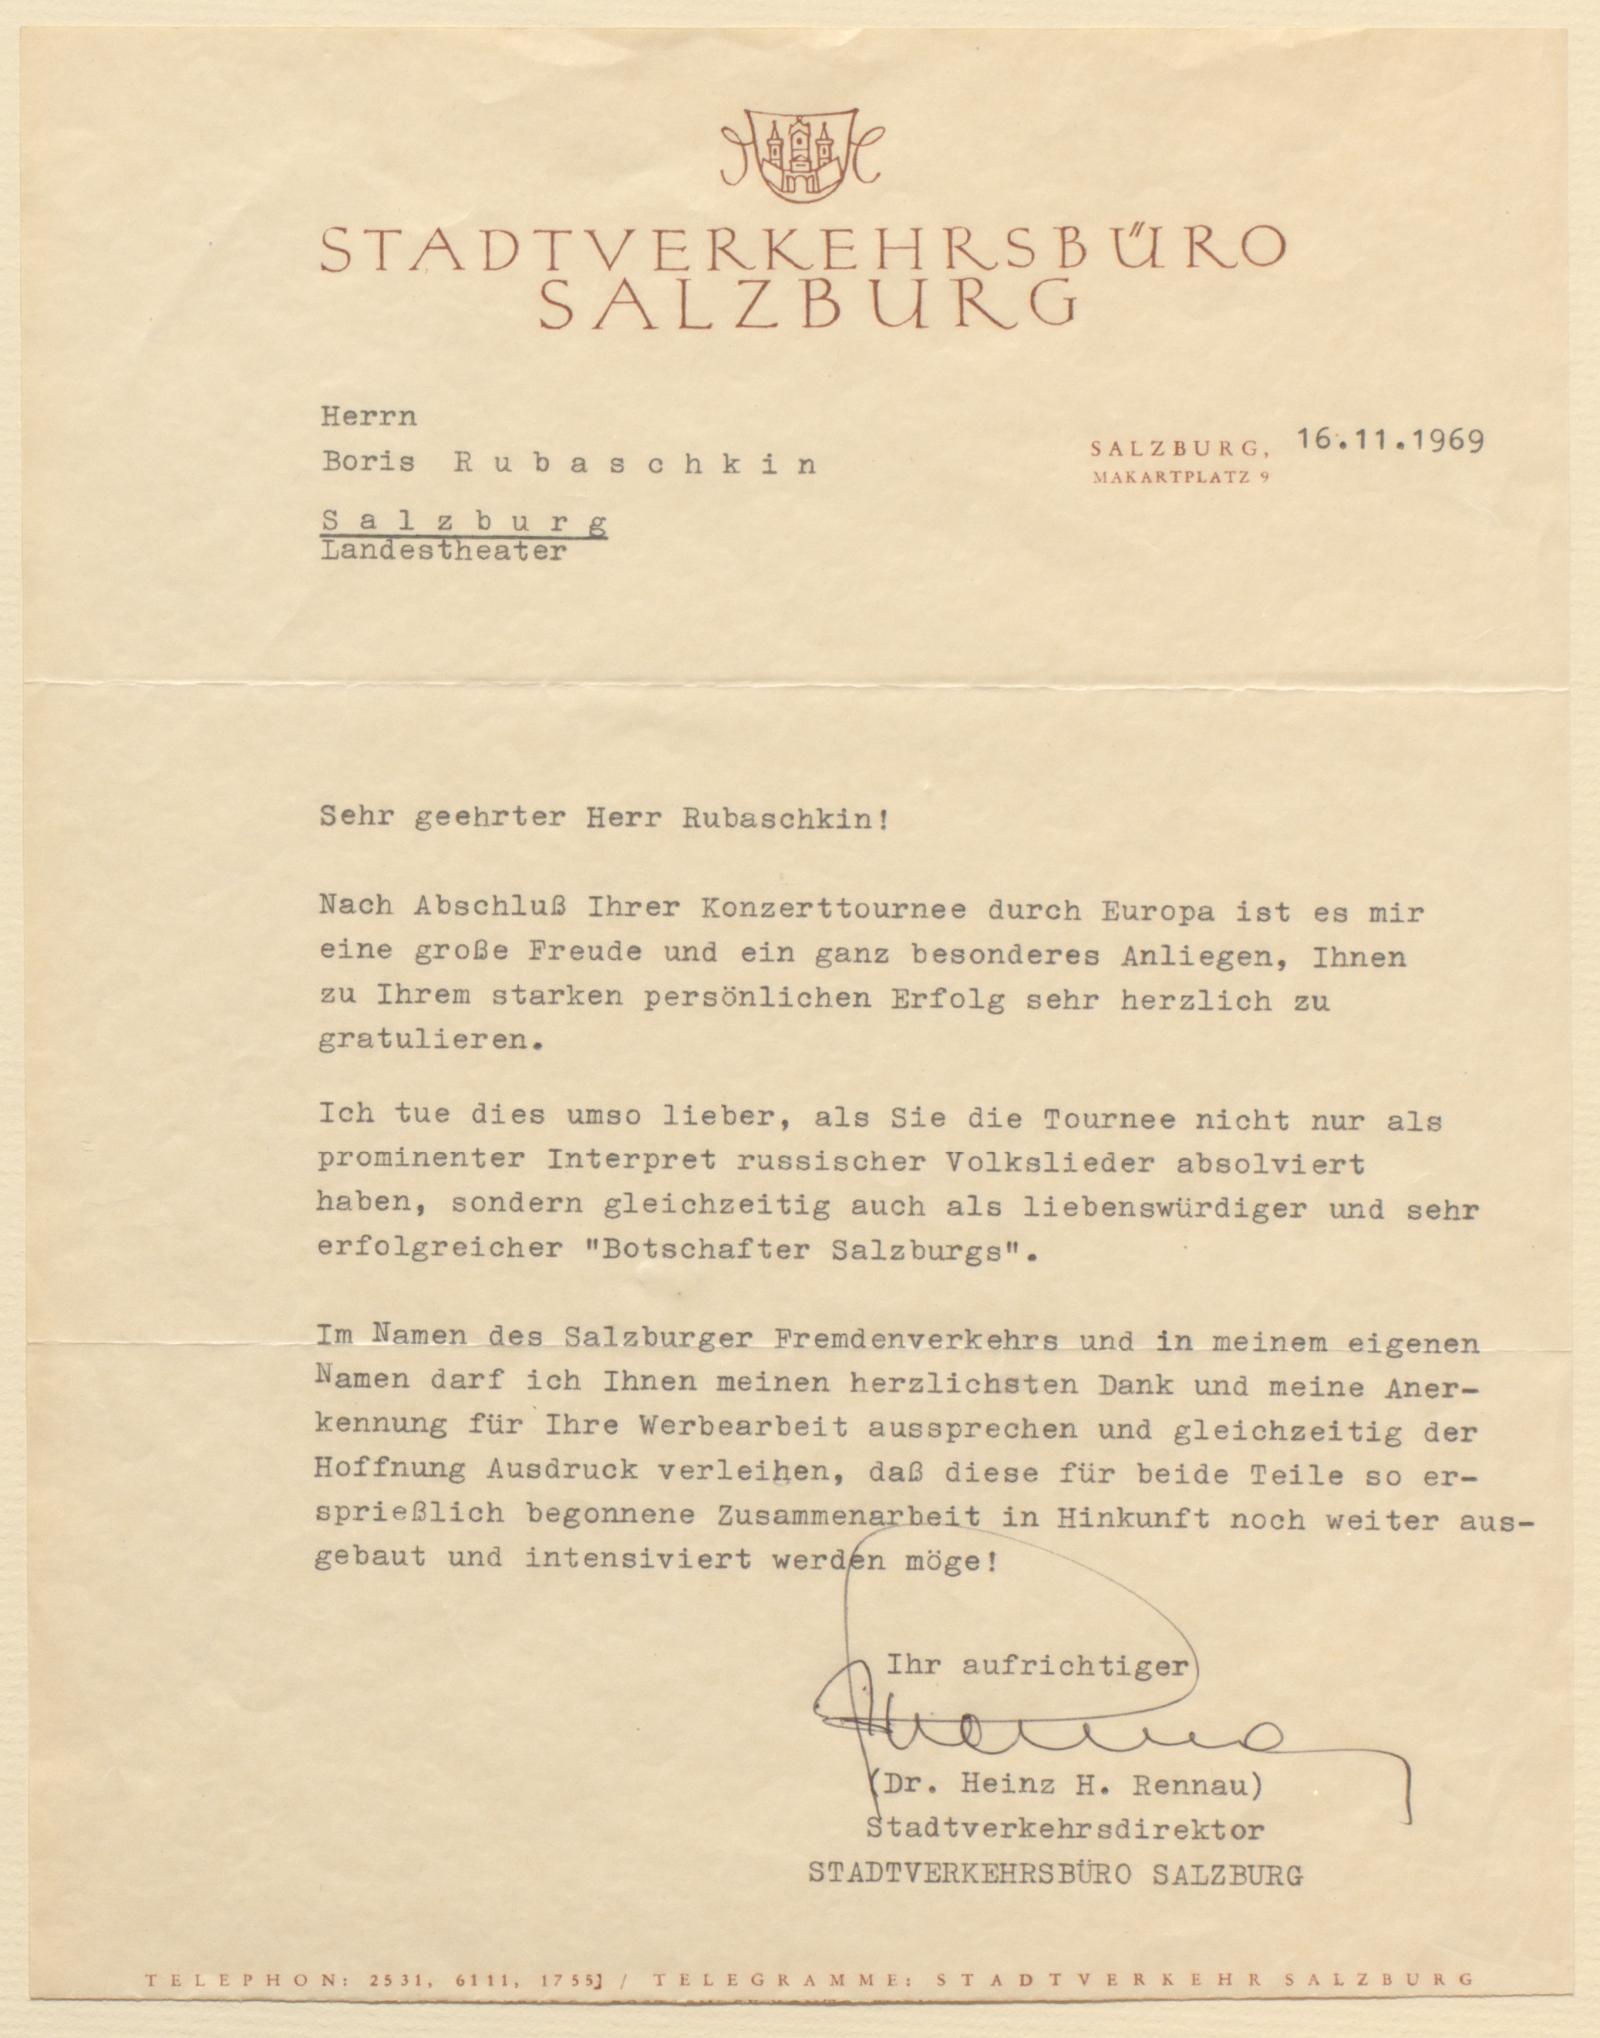 STADTVERKEHRSBÜRO
SALZBURG
Herrn
Boris R u b a s c h k i n
SALZBURG, 16.11.1969
MAKARTPLATZ 9
S a l z b u r g
Landestheater
Sehr geehrter Herr Rubaschkin!
Nach Abschluß Ihrer Konzerttournee durch Europa ist es mir
eine große Freude und ein ganz besonderes Anliegen, Ihnen
zu Ihrem starken persönlichen Erfolg sehr herzlich zu
gratulieren.
Ich tue dies umso lieber, als Sie die Tournee nicht nur als
prominenter Interpret russischer Volkslieder absolviert
haben, sondern gleichzeitig auch als liebenswürdiger und sehr
erfolgreicher "Botschafter Salzburgs".
Im Namen des Salzburger Fremdenverkehrs und in meinem eigenen
Namen darf ich Ihnen meinen herzlichsten Dank und meine Aner-
kennung für Ihre Werbearbeit aussprechen und gleichzeitig der
Hoffnung Ausdruck verleihen, daß diese für beide Teile so er-
sprießlich begonnene Zusammenarbeit in Hinkunft noch weiter aus-
gebaut und intensiviert werden möge!
Ihr aufrichtiger
(Dr. Heinz H. Rennau)
Stadtverkehrsdirektor
STADTVERKEHRSBÜRO SALZBURG
TELEPHON: 2531, 6111, 1755] / TELEGRAMME: STADTVERKEHR SALZBURG